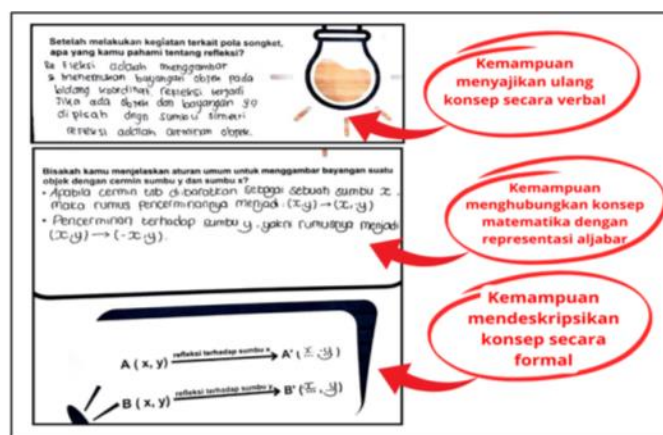 Setelah melakukan kegiatan terkait pola songket,
apa yang kamu pahami tentang refleksi?
Refleksi adalah menggambar
menemukan bayangan objek pada
bidang koordinat, refleksi terjadi
Jika ada objek dan bayangan yg
dipisah dngn sumbu simetri
refleksi adalah cerminan objek.
Kemampuan
menyajikan ulang
konsep secara verbal
Bisakah kamu menjelaskan aturan umum untuk menggambar bayangan suatu
objek dengan cermin sumbu y dan sumbu x?
• Apabila cermin tsb diibaratkan sebagai sebuah sumbu x,
maka rumus pencerminannya menjadi (x,y) → (x,-y)
• Pencerminan terhadap sumbu y, yakni rumusnya menjadi
(x,y) → (-x,y).
Kemampuan
menghubungkan konsep
matematika dengan
representasi aljabar
A ( x, y) refleksi terhadap sumbu x A' ( x , -y )
B ( x, y) refleksi terhadap sumbu y B' ( , y )
Kemampuan
mendeskripsikan
konsep secara
formal